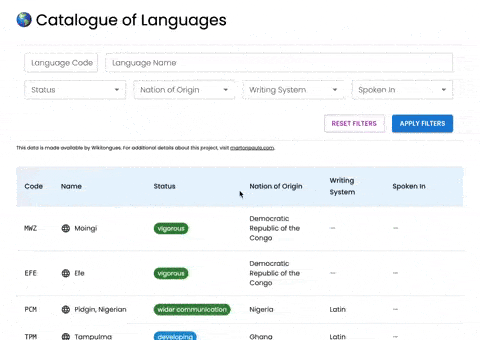 Catalogue of Languages
Language Code Language Name
Status Nation of Origin Writing System Spoken In
RESET FILTERS APPLY FILTERS
This data is made available by Wikitongues. For additional details about this project, visit martonpaulo.com.
Code Name Status Nation of Origin Writing System Spoken In
MWZ Moingi vigorous Democratic Republic of the Congo — —
EFE Efe vigorous Democratic Republic of the Congo — —
PCM Pidgin, Nigerian wider communication Nigeria Latin —
TPM Tampulma developing Ghana Latin —